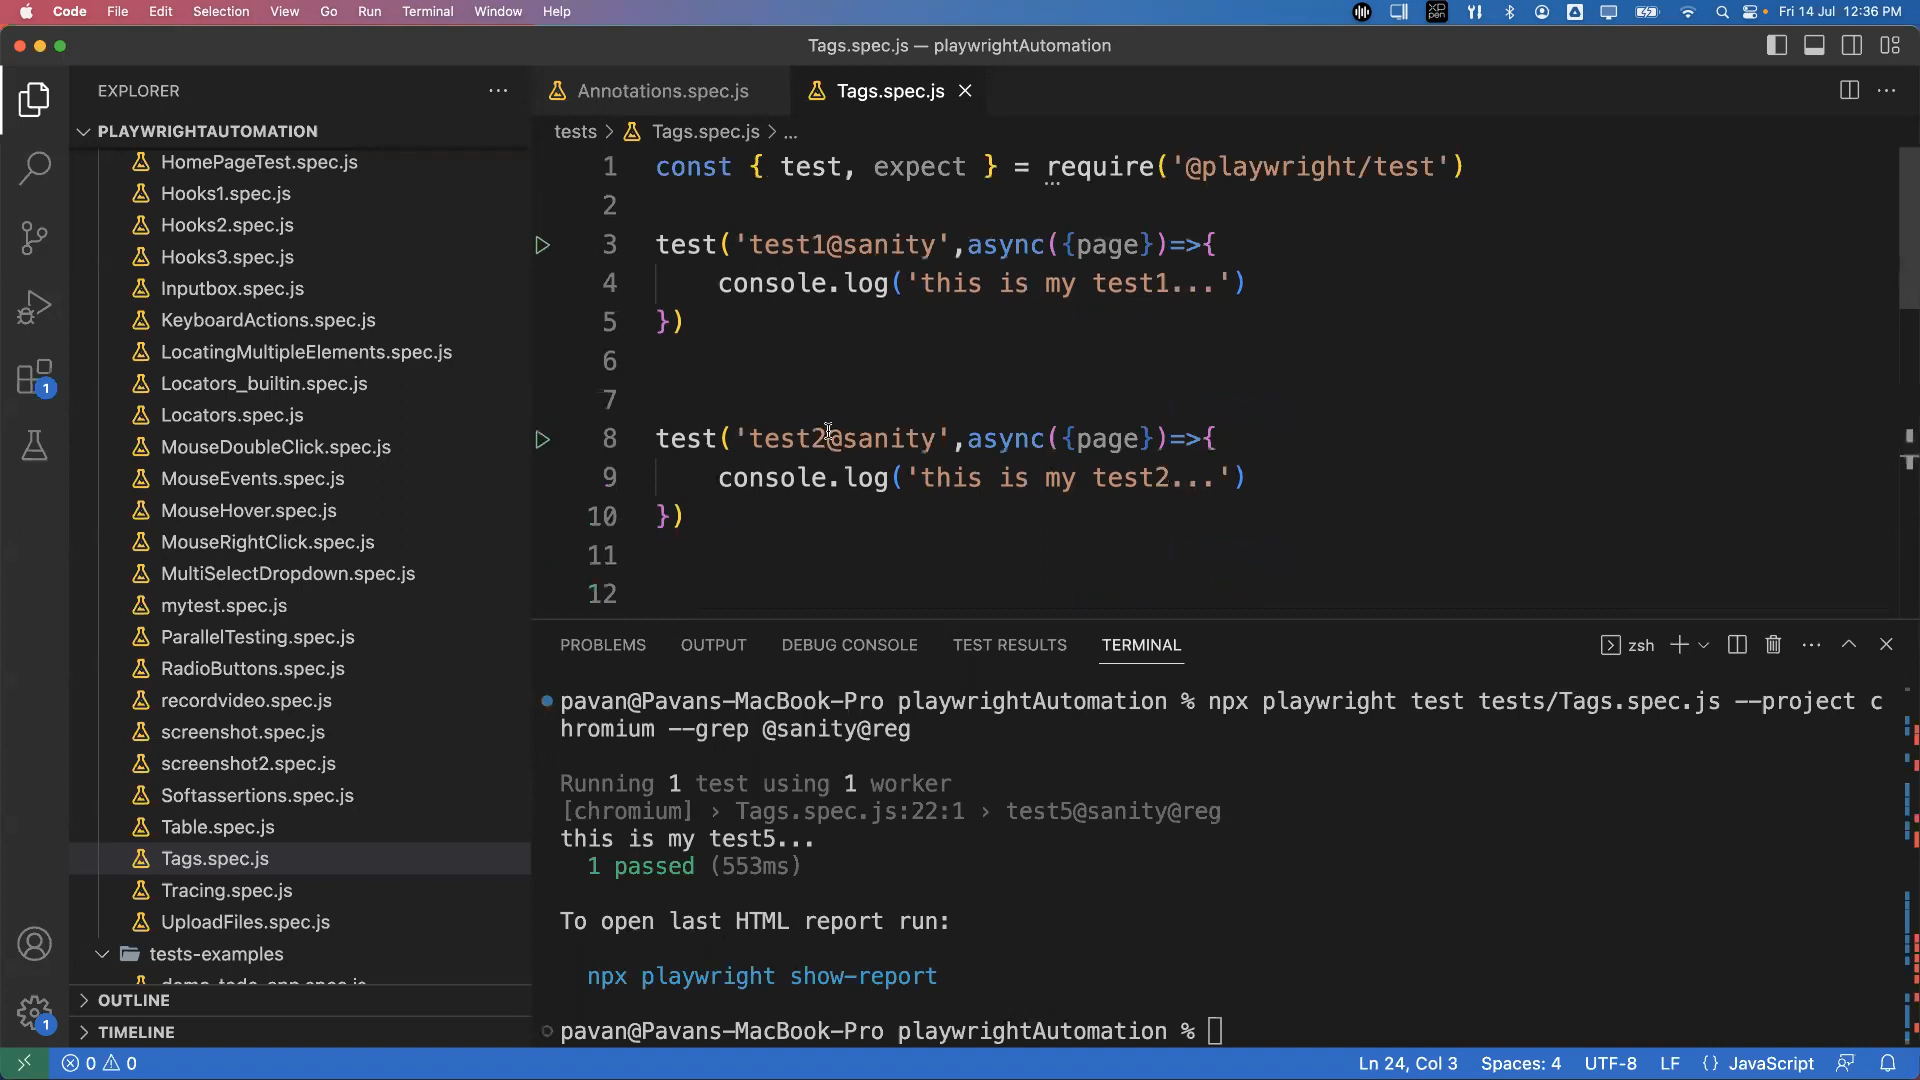 Code File Edit Selection View Go Run Terminal Window Help
Fri 14 Jul 12:36 PM
Tags.spec.js — playwrightAutomation
EXPLORER
PLAYWRIGHTAUTOMATION
HomePageTest.spec.js
Hooks1.spec.js
Hooks2.spec.js
Hooks3.spec.js
Inputbox.spec.js
KeyboardActions.spec.js
LocatingMultipleElements.spec.js
Locators_builtin.spec.js
Locators.spec.js
MouseDoubleClick.spec.js
MouseEvents.spec.js
MouseHover.spec.js
MouseRightClick.spec.js
MultiSelectDropdown.spec.js
mytest.spec.js
ParallelTesting.spec.js
RadioButtons.spec.js
recordvideo.spec.js
screenshot.spec.js
screenshot2.spec.js
Softassertions.spec.js
Table.spec.js
Tags.spec.js
Tracing.spec.js
UploadFiles.spec.js
tests-examples
OUTLINE
TIMELINE
1
1
Annotations.spec.js Tags.spec.js
tests > Tags.spec.js > ...
1 const { test, expect } = require('@playwright/test')
2
3 test('test1@sanity',async({page})=>{
4 console.log('this is my test1...')
5 })
6
7
8 test('test2@sanity',async({page})=>{
9 console.log('this is my test2...')
10 })
11
12
PROBLEMS OUTPUT DEBUG CONSOLE TEST RESULTS TERMINAL
zsh
pavan@Pavans-MacBook-Pro playwrightAutomation % npx playwright test tests/Tags.spec.js --project c
hromium --grep @sanity@reg
Running 1 test using 1 worker
[chromium] › Tags.spec.js:22:1 › test5@sanity@reg
this is my test5...
1 passed (553ms)
To open last HTML report run:
npx playwright show-report
pavan@Pavans-MacBook-Pro playwrightAutomation %
0 0
Ln 24, Col 3 Spaces: 4 UTF-8 LF {} JavaScript